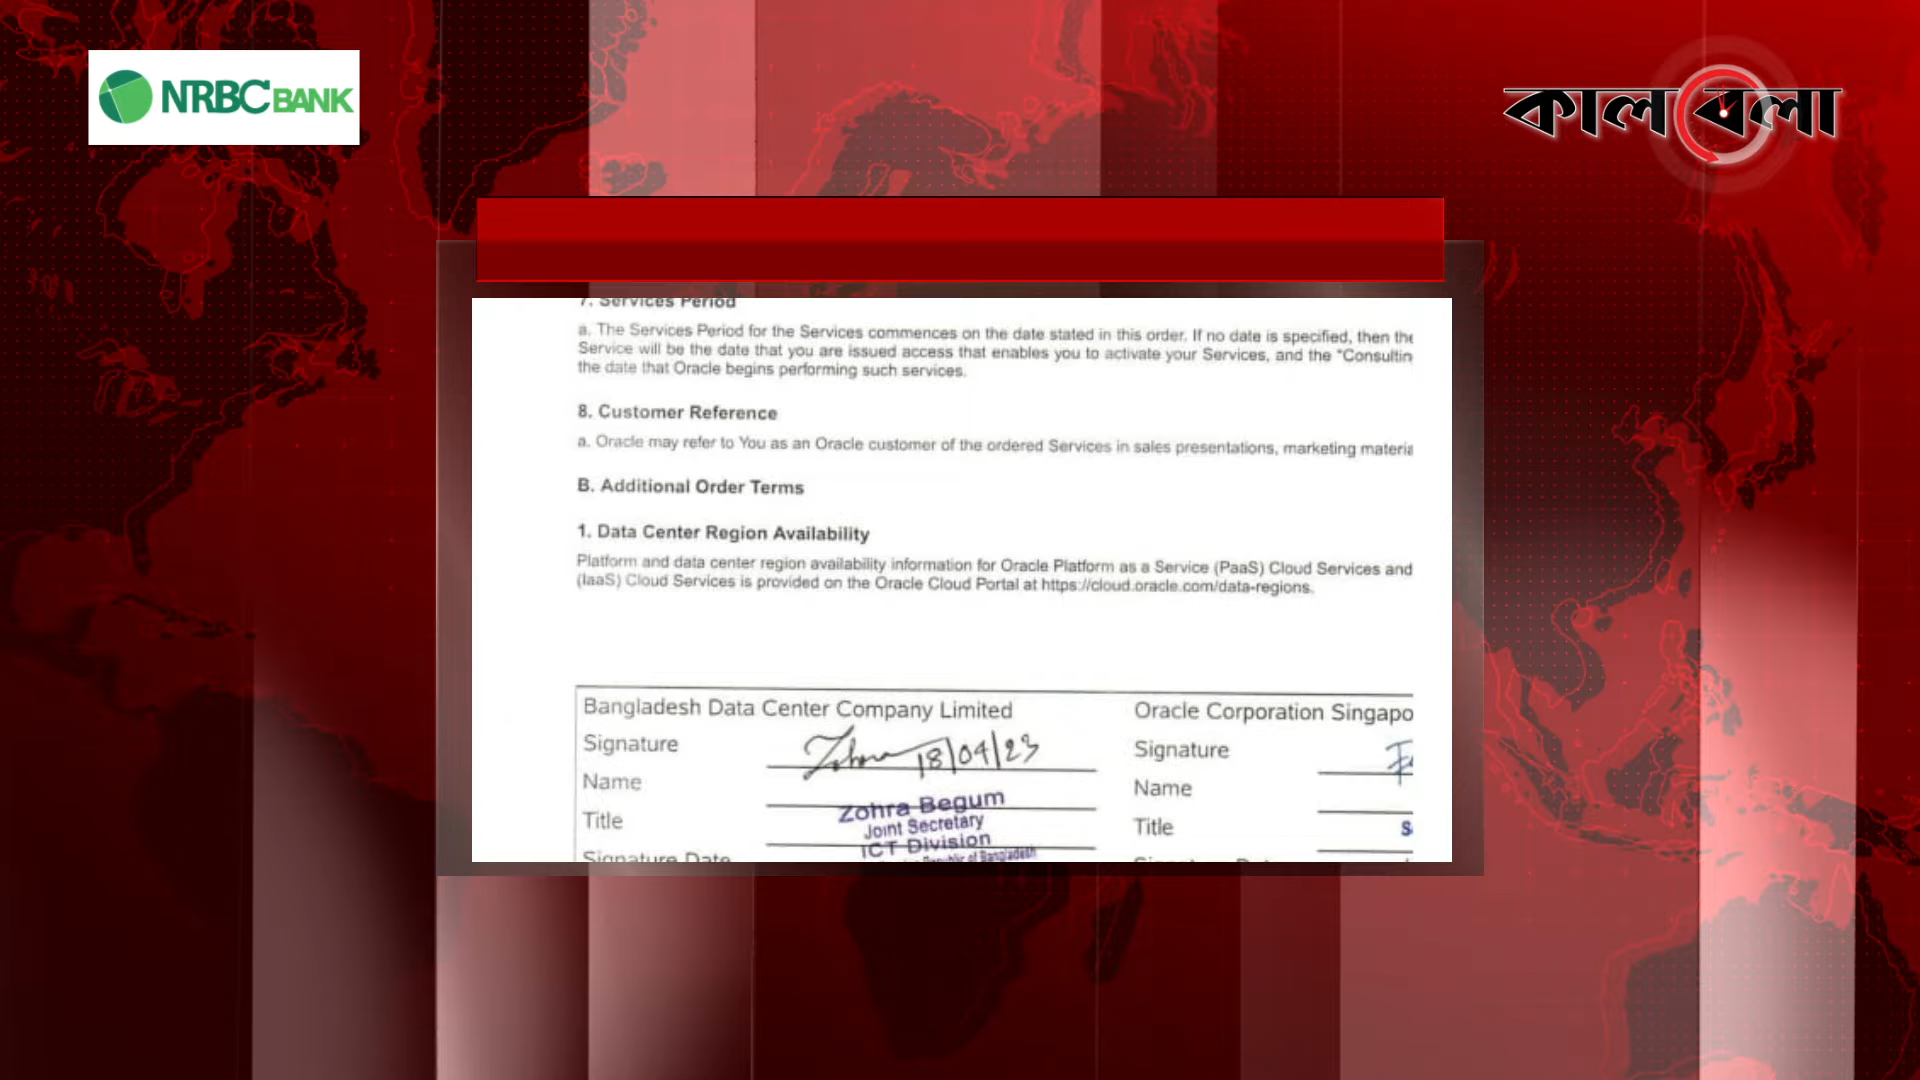 NRBC BANK
কালবেলা
7. Services Period
a. The Services Period for the Services commences on the date stated in this order. If no date is specified, then the
Service will be the date that you are issued access that enables you to activate your Services, and the "Consultin
the date that Oracle begins performing such services.
8. Customer Reference
a. Oracle may refer to You as an Oracle customer of the ordered Services in sales presentations, marketing materia
B. Additional Order Terms
1. Data Center Region Availability
Platform and data center region availability information for Oracle Platform as a Service (PaaS) Cloud Services and
(IaaS) Cloud Services is provided on the Oracle Cloud Portal at https://cloud.oracle.com/data-regions.
Bangladesh Data Center Company Limited
Signature Zohra 18/04/23
Name
Zohra Begum
Title
Joint Secretary
ICT Division
Republic of Bangladesh
Signature Date
Oracle Corporation Singapo
Signature
Name
Title S